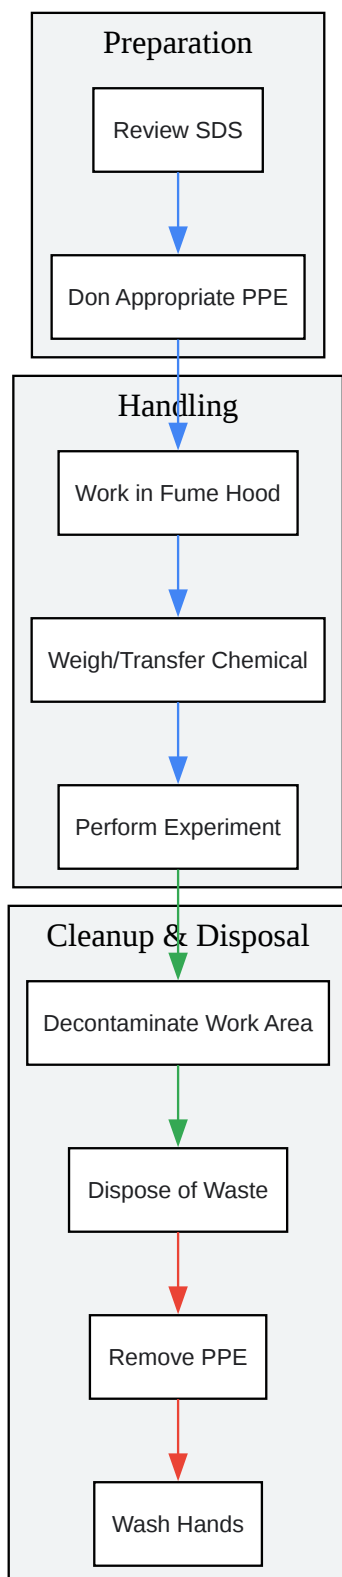 Preparation
Review SDS
Don Appropriate PPE
Handling
Work in Fume Hood
Weigh/Transfer Chemical
Perform Experiment
Cleanup & Disposal
Decontaminate Work Area
Dispose of Waste
Remove PPE
Wash Hands